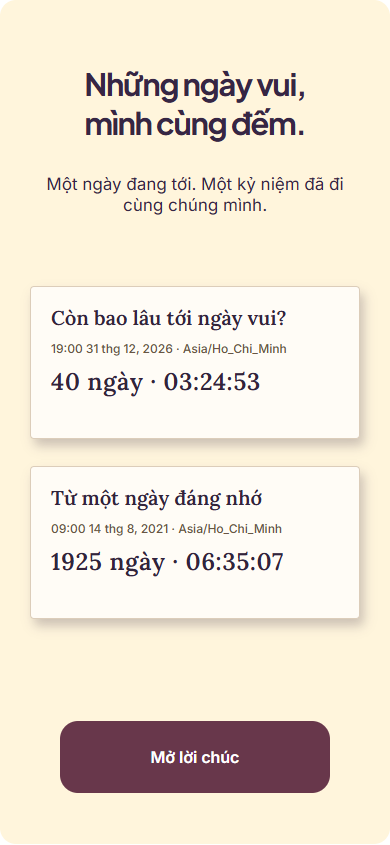 Những ngày vui,
mình cùng đếm.
Một ngày đang tới. Một kỷ niệm đã đi
cùng chúng mình.
Còn bao lâu tới ngày vui?
19:00 31 thg 12, 2026 · Asia/Ho_Chi_Minh
40 ngày · 03:24:53
Từ một ngày đáng nhớ
09:00 14 thg 8, 2021 · Asia/Ho_Chi_Minh
1925 ngày · 06:35:07
Mở lời chúc